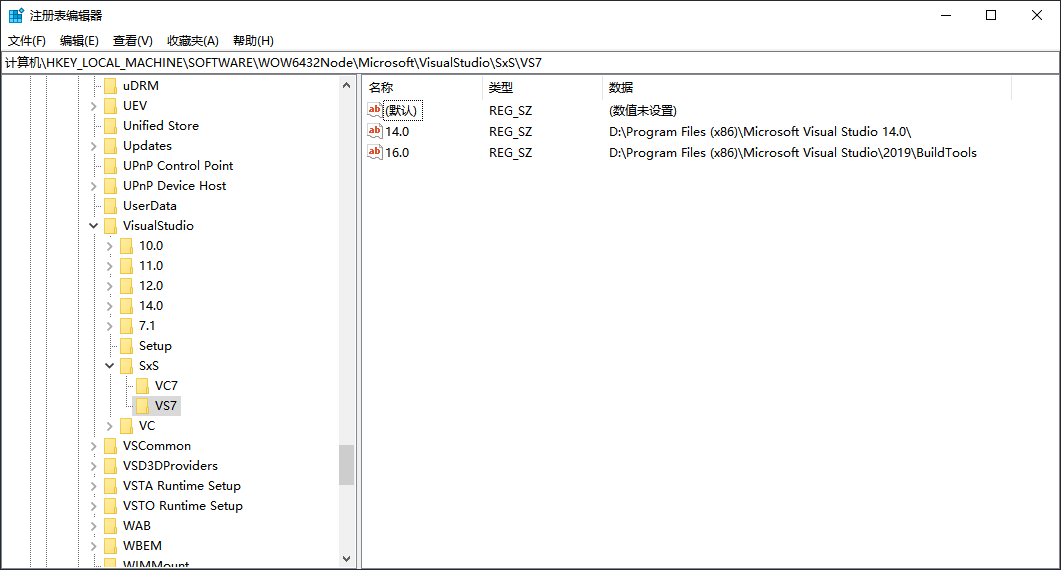 注册表编辑器
文件(F) 编辑(E) 查看(V) 收藏夹(A) 帮助(H)
计算机\HKEY_LOCAL_MACHINE\SOFTWARE\WOW6432Node\Microsoft\VisualStudio\SxS\VS7
uDRM
UEV
Unified Store
Updates
UPnP Control Point
UPnP Device Host
UserData
VisualStudio
10.0
11.0
12.0
14.0
7.1
Setup
SxS
VC7
VS7
VC
VSCommon
VSD3DProviders
VSTA Runtime Setup
VSTO Runtime Setup
WAB
WBEM
WIMMount
名称 类型 数据
ab (默认) REG_SZ (数值未设置)
ab 14.0 REG_SZ D:\Program Files (x86)\Microsoft Visual Studio 14.0\
ab 16.0 REG_SZ D:\Program Files (x86)\Microsoft Visual Studio\2019\BuildTools